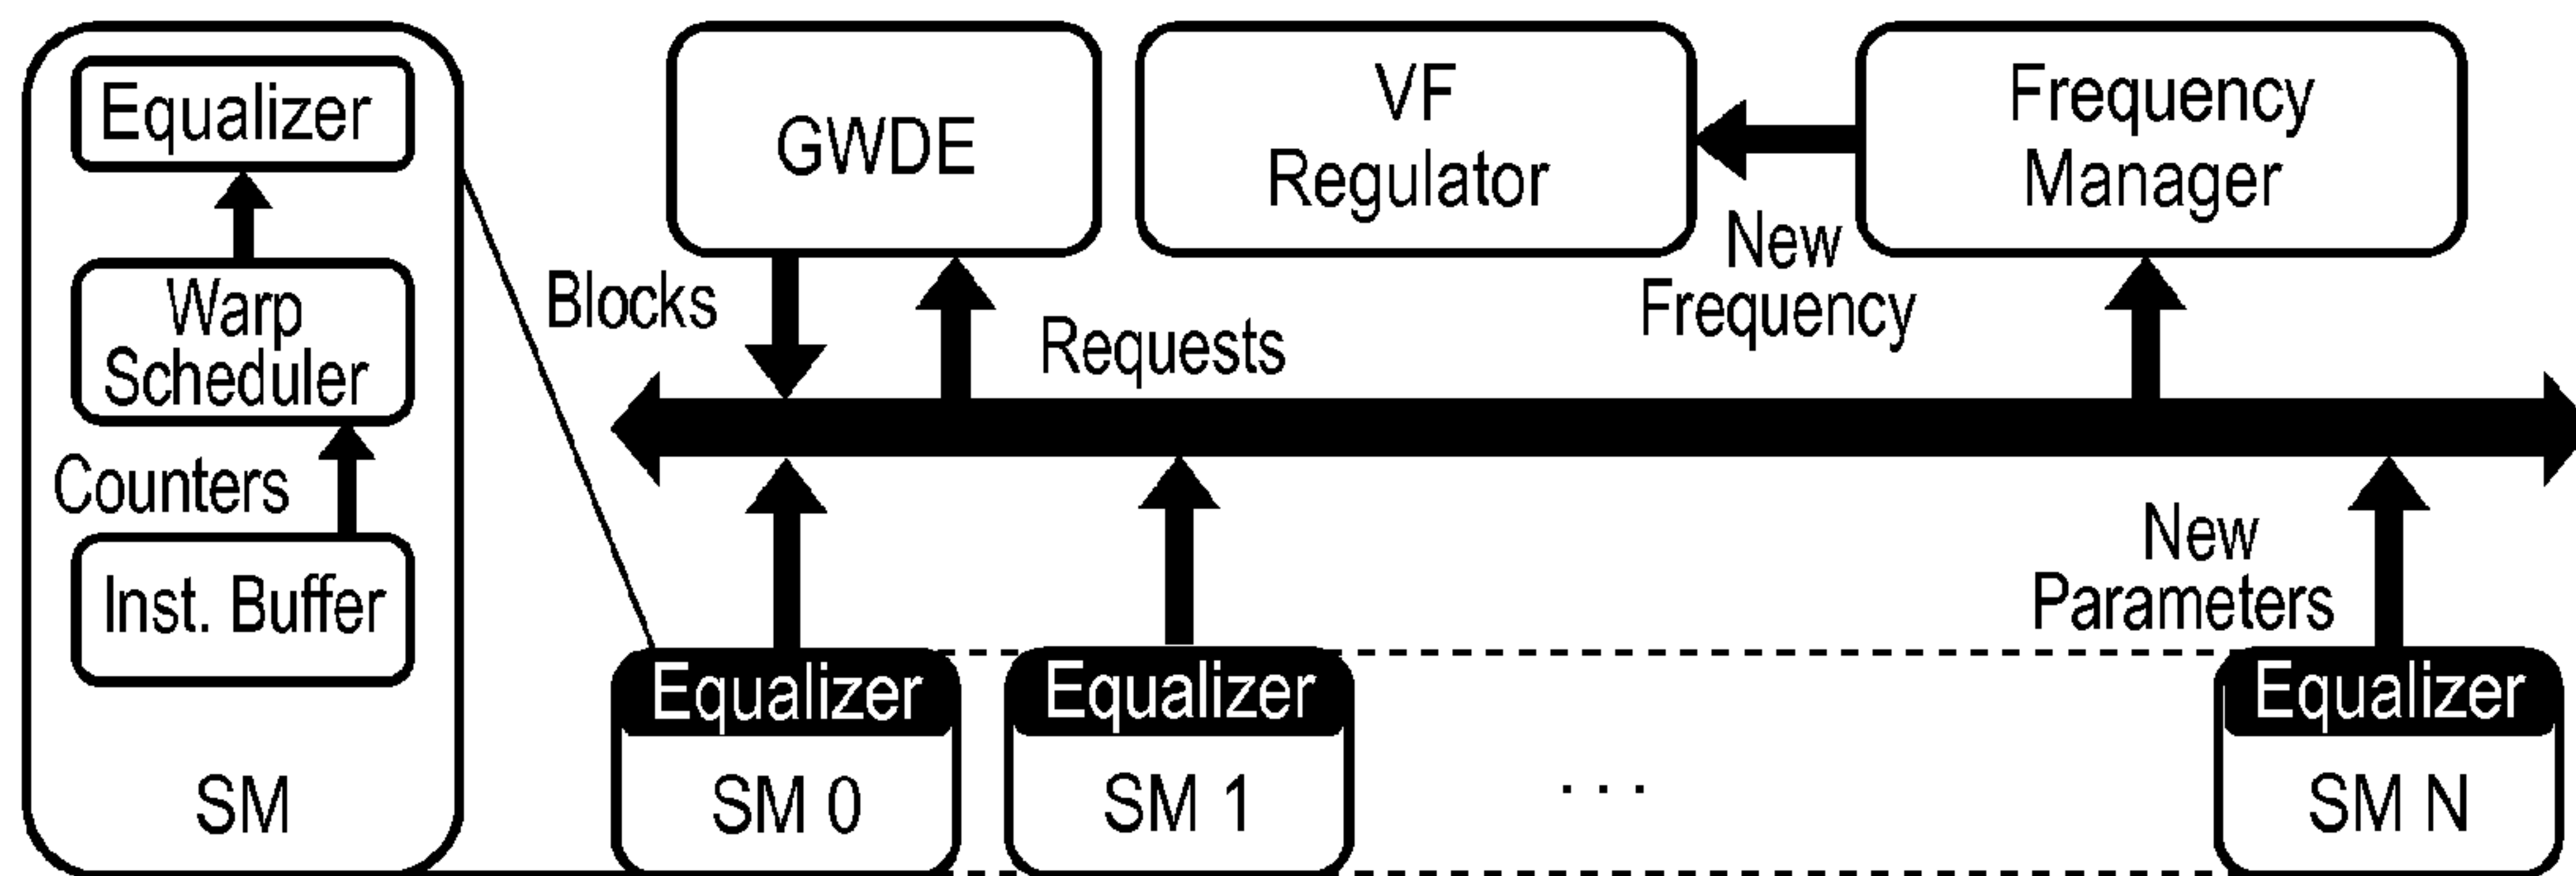 Equalizer
Warp
Scheduler
Counters
Inst. Buffer
SM
GWDE
VF
Regulator
Frequency
Manager
New
Frequency
Blocks
Requests
New
Parameters
Equalizer
SM 0
Equalizer
SM 1
. . .
Equalizer
SM N